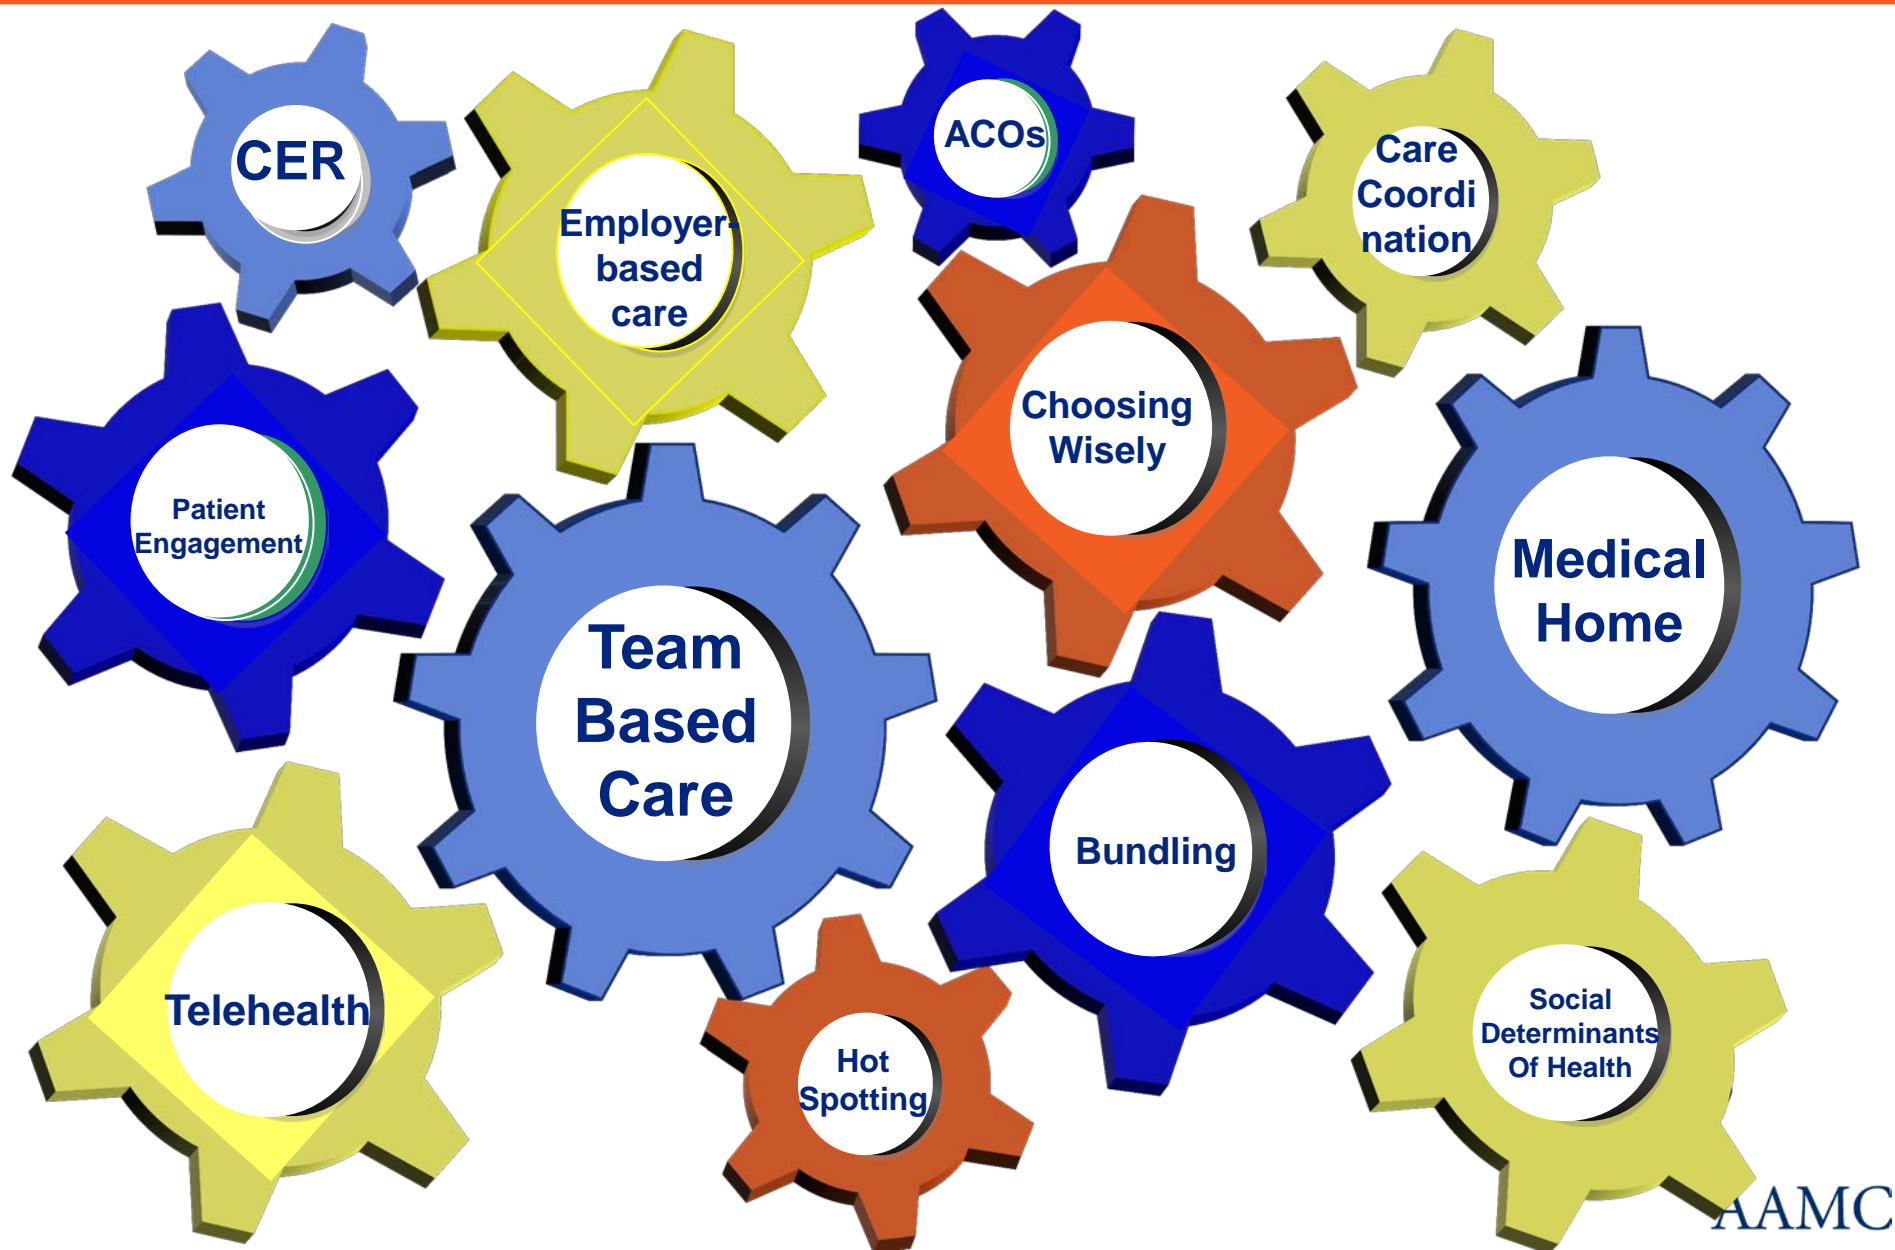 CER
Employer-
based
care
ACOs
Care
Coordi
nation
Patient
Engagement
Choosing
Wisely
Medical
Home
Team
Based
Care
Bundling
Telehealth
Hot
Spotting
Social
Determinants
Of Health
AAMC